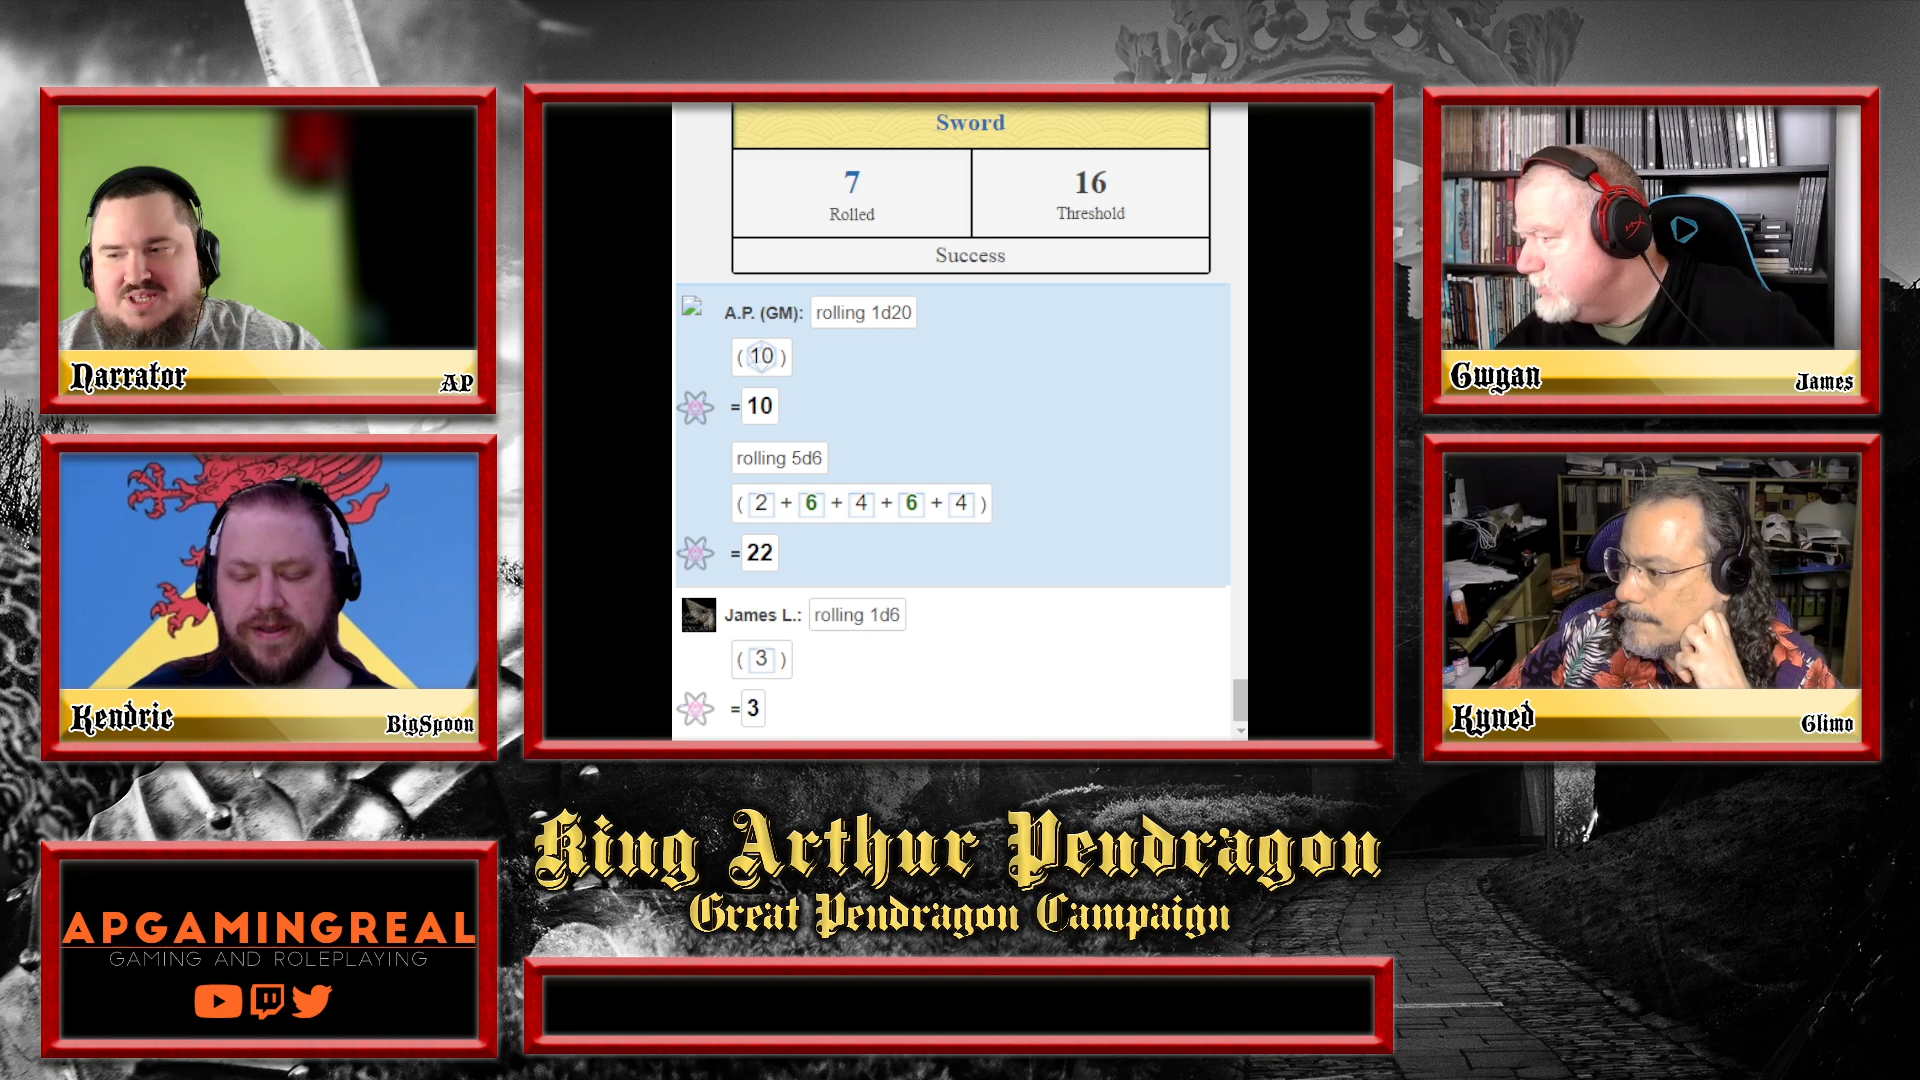 Narrator
AP
Kendric
BigSpoon
Sword
7
Rolled
16
Threshold
Success
A.P. (GM): rolling 1d20
( 10 )
= 10
rolling 5d6
( 2 + 6 + 4 + 6 + 4 )
= 22
James L.: rolling 1d6
( 3 )
= 3
Gwgan
James
Kyned
Glimo
King Arthur Pendragon
Great Pendragon Campaign
APGAMINGREAL
GAMING AND ROLEPLAYING